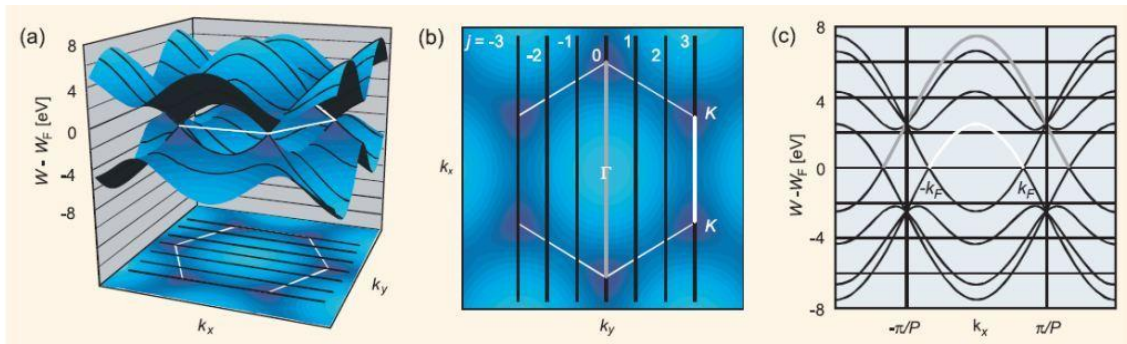 (a)
8
4
0
-4
-8
W - W_F [eV]
k_x
k_y
(b)
j = -3
-2
-1
0
1
2
3
K
Γ
K
k_x
k_y
(c)
8
4
0
-4
-8
W - W_F [eV]
-k_F
k_F
-π/P
k_x
π/P